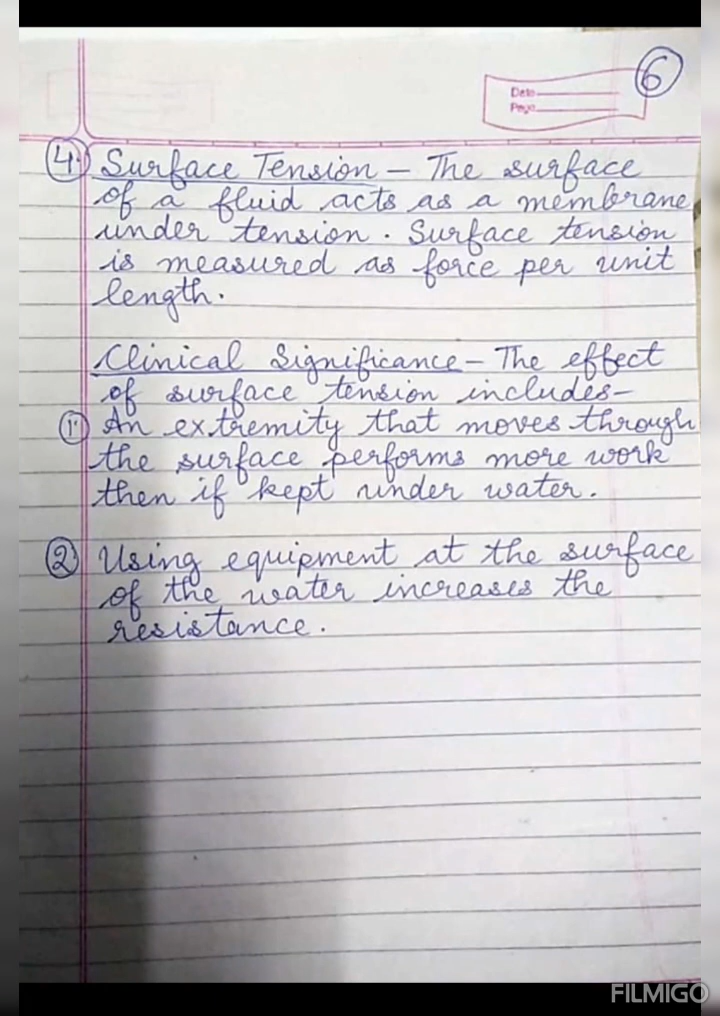 6
Date
Page
4. Surface Tension - The surface
of a fluid acts as a membrane
under tension. Surface tension
is measured as force per unit
length.
Clinical Significance - The effect
of surface tension includes-
1. An extremity that moves through
the surface performs more work
then if kept under water.
2. Using equipment at the surface
of the water increases the
resistance.
FILMIGO